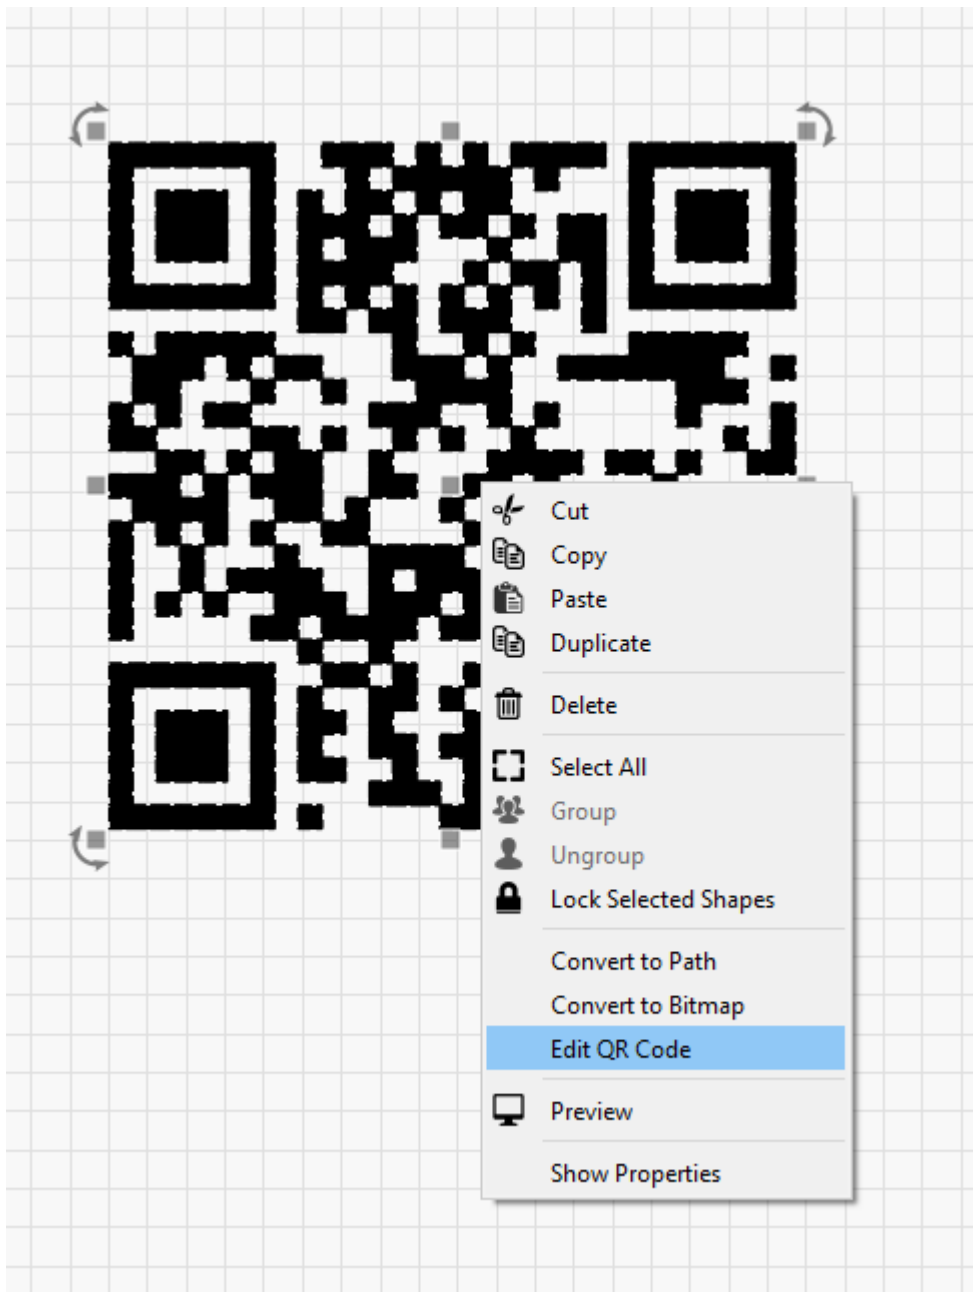 Cut
Copy
Paste
Duplicate
Delete
Select All
Group
Ungroup
Lock Selected Shapes
Convert to Path
Convert to Bitmap
Edit QR Code
Preview
Show Properties